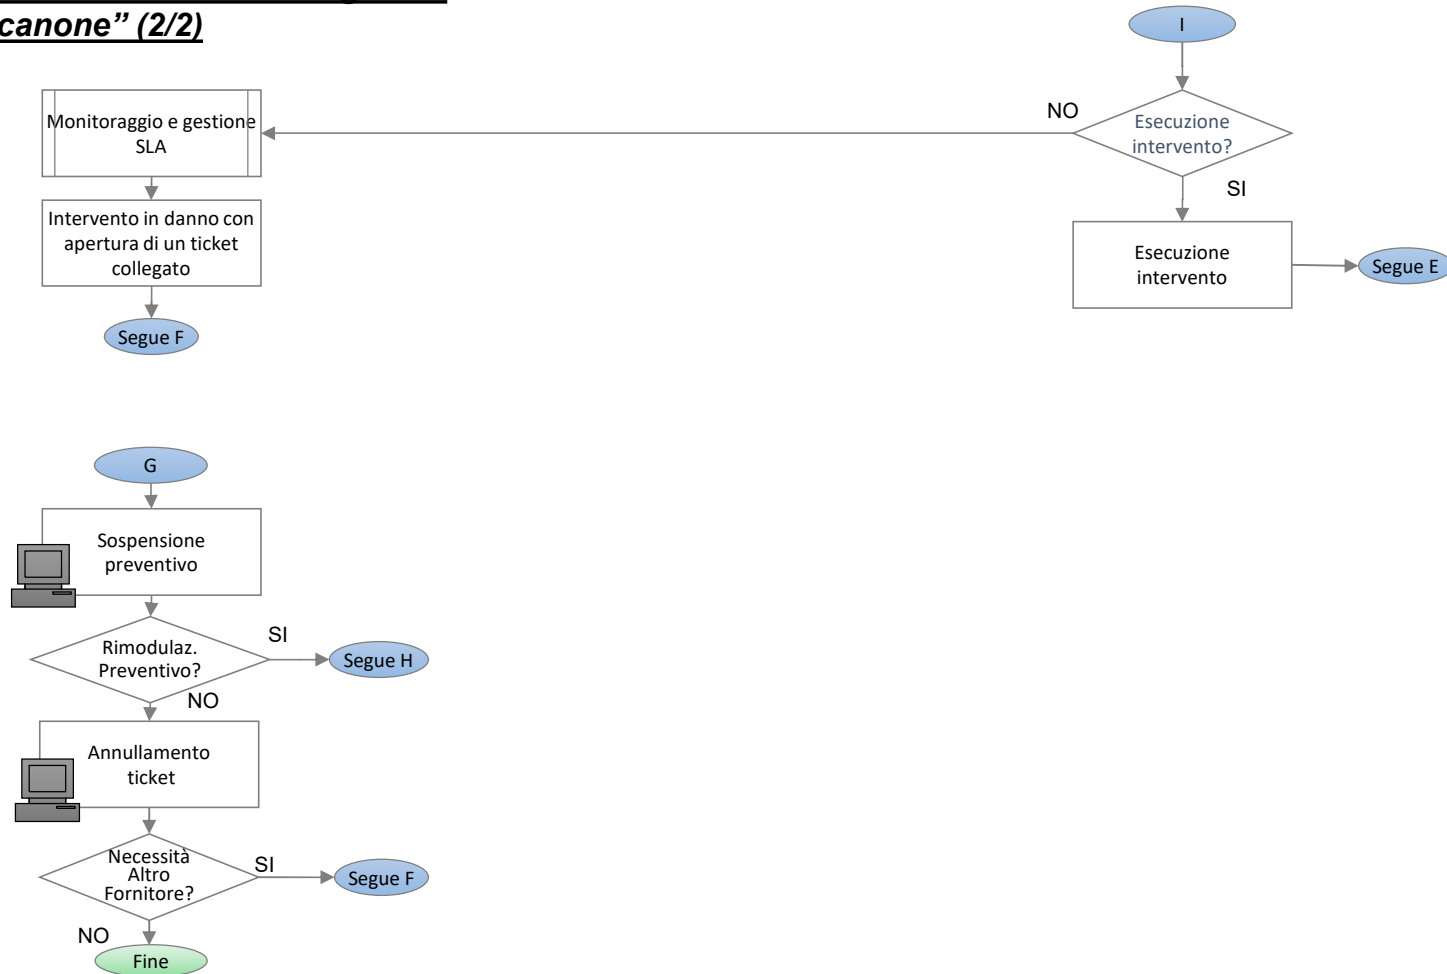 canone” (2/2)
I
NO
Esecuzione
intervento?
SI
Esecuzione
intervento
Segue E
Monitoraggio e gestione
SLA
Intervento in danno con
apertura di un ticket
collegato
Segue F
G
Sospensione
preventivo
Rimodulaz.
Preventivo?
SI
Segue H
NO
Annullamento
ticket
Necessità
Altro
Fornitore?
SI
Segue F
NO
Fine